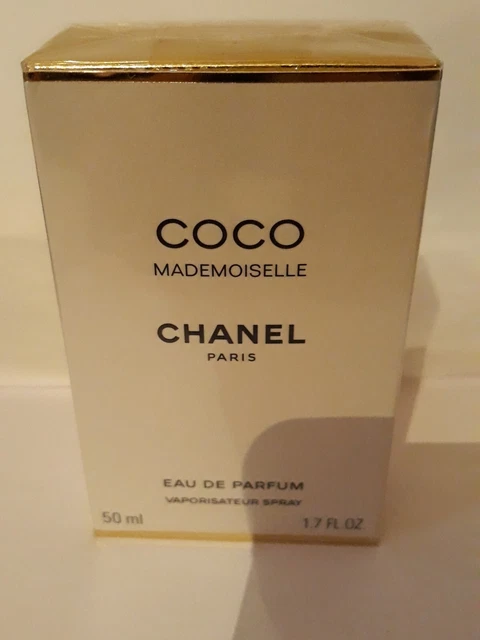 COCO
MADEMOISELLE
CHANEL
PARIS
EAU DE PARFUM
VAPORISATEUR SPRAY
50 ml 1.7 FL. OZ